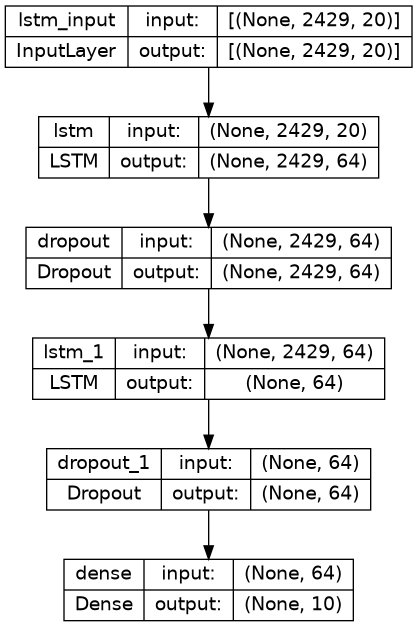 lstm_input input: [(None, 2429, 20)]
InputLayer output: [(None, 2429, 20)]
lstm input: (None, 2429, 20)
LSTM output: (None, 2429, 64)
dropout input: (None, 2429, 64)
Dropout output: (None, 2429, 64)
lstm_1 input: (None, 2429, 64)
LSTM output: (None, 64)
dropout_1 input: (None, 64)
Dropout output: (None, 64)
dense input: (None, 64)
Dense output: (None, 10)